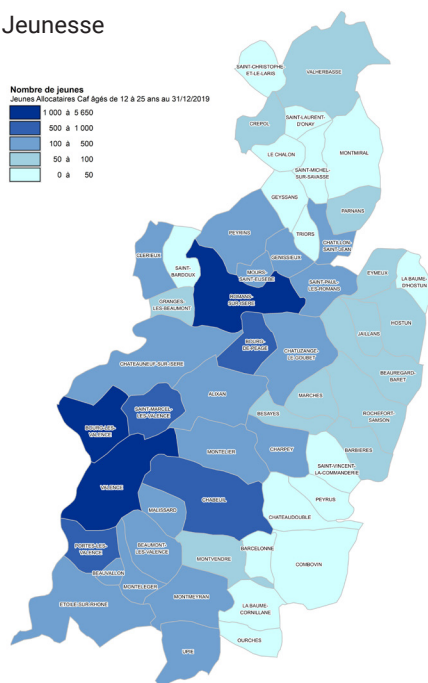 Jeunesse
Nombre de jeunes
Jeunes Allocataires Caf âgés de 12 à 25 ans au 31/12/2019
1 000 à 5 650
500 à 1 000
100 à 500
50 à 100
0 à 50
SAINT-CHRISTOPHE
ET-LE-LARIS
VALHERBASSE
CREPOL
SAINT-LAURENT-
D'ONAY
LE CHALON
MONTMIRAL
SAINT-MICHEL-
SUR-SAVASSE
GEYSSANS
PARNANS
TRIORS
PEYRINS
CHATILLON-
SAINT-JEAN
CLERIEUX
GENISSIEUX
SAINT-
BARDOUX
MOURS-
SAINT-EUSEBE
EYMEUX
LA BAUME-
D'HOSTUN
SAINT-PAUL-
LES-ROMANS
GRANGES-
LES-BEAUMONT
ROMANS-
SUR-ISERE
HOSTUN
JAILLANS
BOURG-
DE-PEAGE
CHATUZANGE-
LE-GOUBET
CHATEAUNEUF-SUR-ISERE
BEAUREGARD-
BARET
ALIXAN
MARCHES
SAINT-MARCEL-
LES-VALENCE
BESAYES
ROCHEFORT-
SAMSON
BOURG-LES-
VALENCE
MONTELIER
CHARPEY
BARBIERES
SAINT-VINCENT-
LA-COMMANDERIE
VALENCE
CHABEUIL
PEYRUS
MALISSARD
CHATEAUDOUBLE
PORTES-LES-
VALENCE
BEAUMONT-
LES-VALENCE
BARCELONNE
MONTVENDRE
COMBOVIN
BEAUVALLON
MONTELEGER
MONTMEYRAN
ETOILE-SUR-RHONE
LA BAUME-
CORNILLANE
OURCHES
UPIE